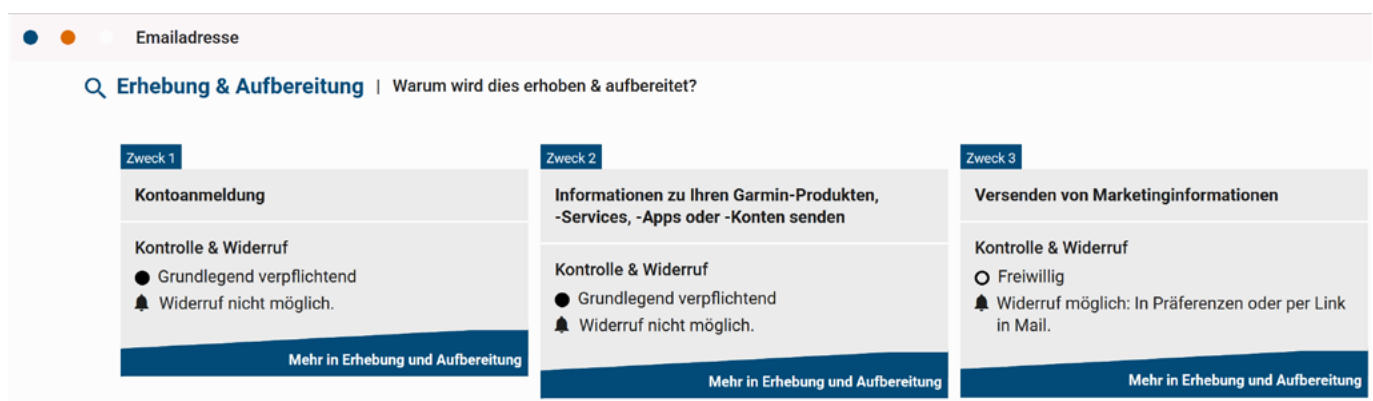 Emailadresse
Erhebung & Aufbereitung | Warum wird dies erhoben & aufbereitet?
Zweck 1
Kontoanmeldung
Kontrolle & Widerruf
Grundlegend verpflichtend
Widerruf nicht möglich.
Mehr in Erhebung und Aufbereitung
Zweck 2
Informationen zu Ihren Garmin-Produkten,
-Services, -Apps oder -Konten senden
Kontrolle & Widerruf
Grundlegend verpflichtend
Widerruf nicht möglich.
Mehr in Erhebung und Aufbereitung
Zweck 3
Versenden von Marketinginformationen
Kontrolle & Widerruf
Freiwillig
Widerruf möglich: In Präferenzen oder per Link
in Mail.
Mehr in Erhebung und Aufbereitung